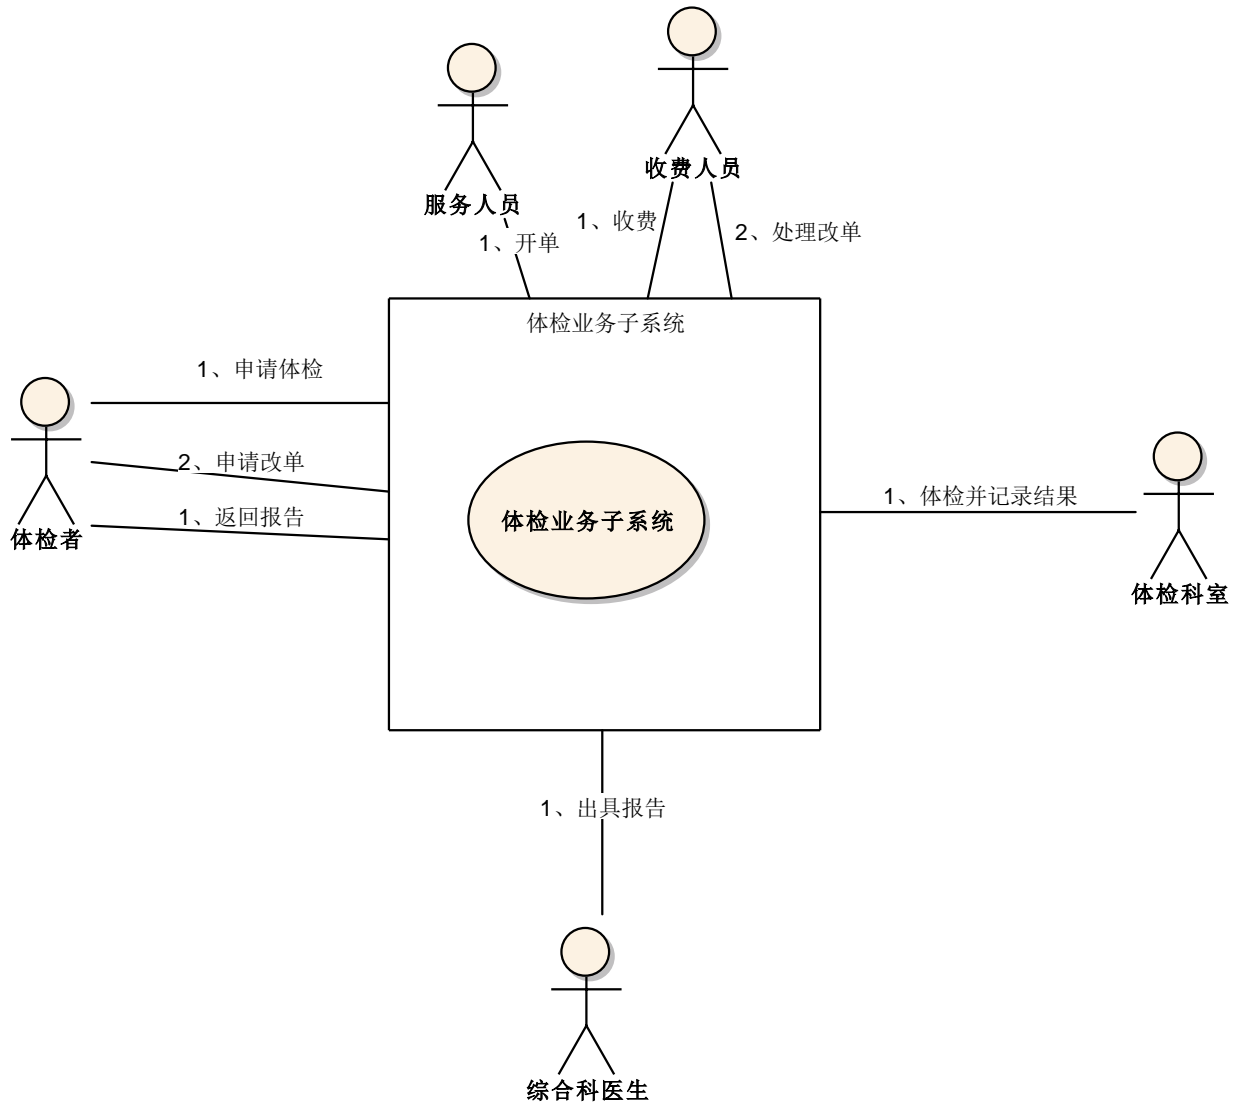 收费人员
服务人员
1、收费
2、处理改单
1、开单
体检业务子系统
1、申请体检
2、申请改单
1、返回报告
体检者
体检业务子系统
1、体检并记录结果
体检科室
1、出具报告
综合科医生